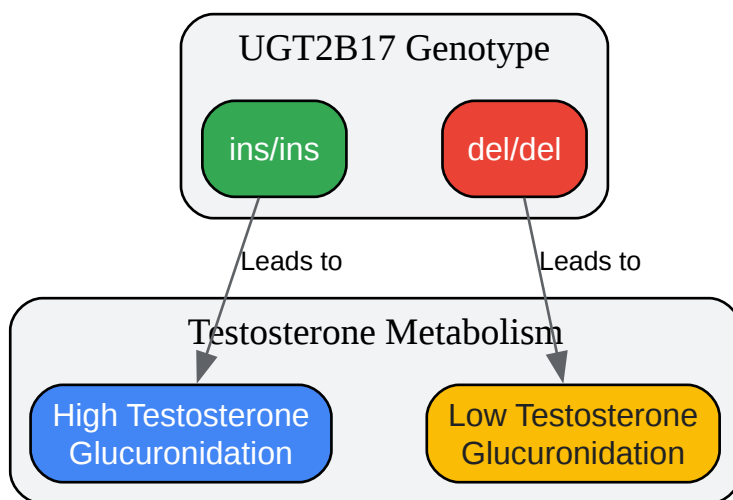 UGT2B17 Genotype
ins/ins
del/del
Leads to
Leads to
Testosterone Metabolism
High Testosterone
Glucuronidation
Low Testosterone
Glucuronidation